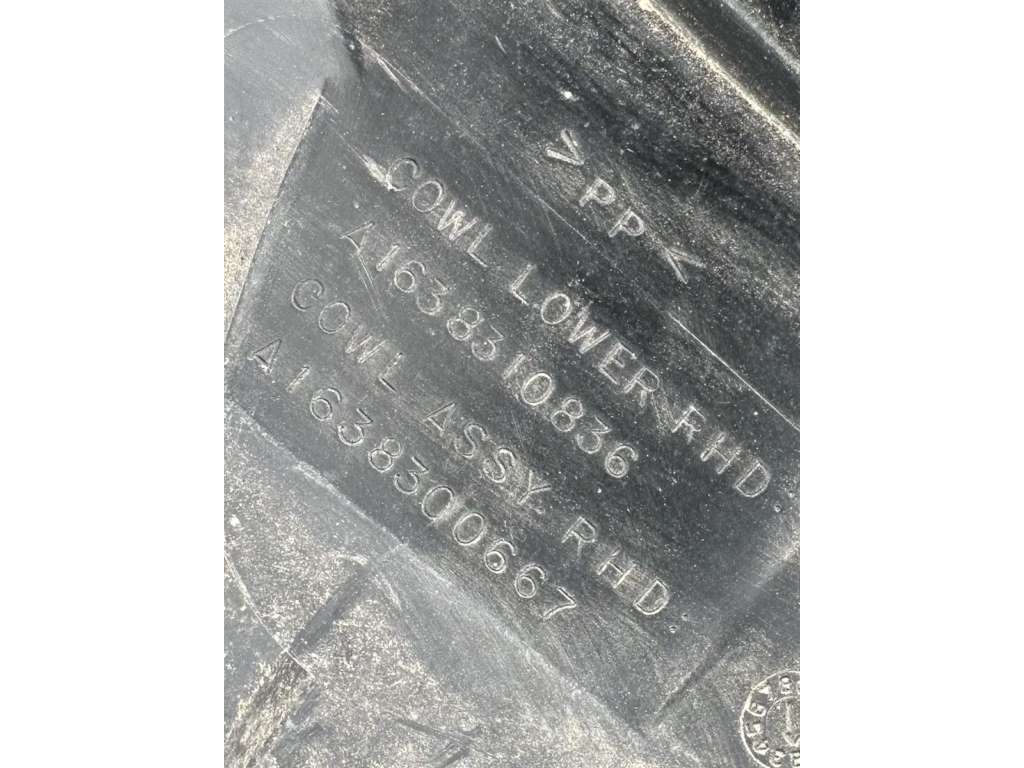 >PP<
COWL LOWER RHD.
A1638310836
COWL ASSY RHD.
A1638300667